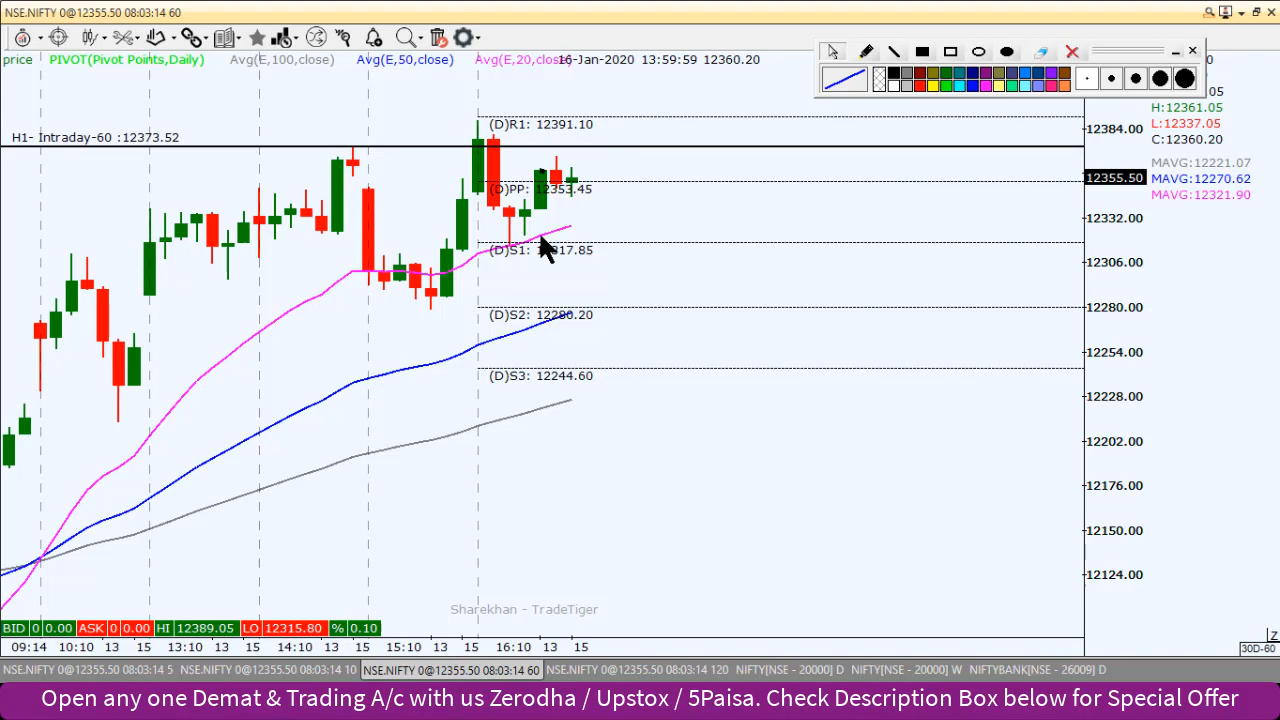 NSE.NIFTY 0@12355.50 08:03:14 60
price PIVOT(Pivot Points,Daily) Avg(E,100,close) Avg(E,50,close) Avg(E,20,close) 16-Jan-2020 13:59:59 12360.20
H:12361.05
L:12337.05
C:12360.20
MAVG:12221.07
MAVG:12270.62
MAVG:12321.90
H1- Intraday-60 :12373.52
(D)R1: 12391.10
(D)PP: 12353.45
(D)S1: 12317.85
(D)S2: 12280.20
(D)S3: 12244.60
12384.00
12355.50
12332.00
12306.00
12280.00
12254.00
12228.00
12202.00
12176.00
12150.00
12124.00
Sharekhan - TradeTiger
BID 0 0.00 ASK 0 0.00 HI 12389.05 LO 12315.80 % 0.10
Z
09:14 10:10 13 15 13:10 13 15 14:10 13 15 15:10 13 15 16:10 13 15
30D-60
NSE.NIFTY 0@12355.50 08:03:14 5 NSE.NIFTY 0@12355.50 08:03:14 10 NSE.NIFTY 0@12355.50 08:03:14 60 NSE.NIFTY 0@12355.50 08:03:14 120 NIFTY[NSE - 20000] D NIFTY[NSE - 20000] W NIFTYBANK[NSE - 26009] D
Open any one Demat & Trading A/c with us Zerodha / Upstox / 5Paisa. Check Description Box below for Special Offer